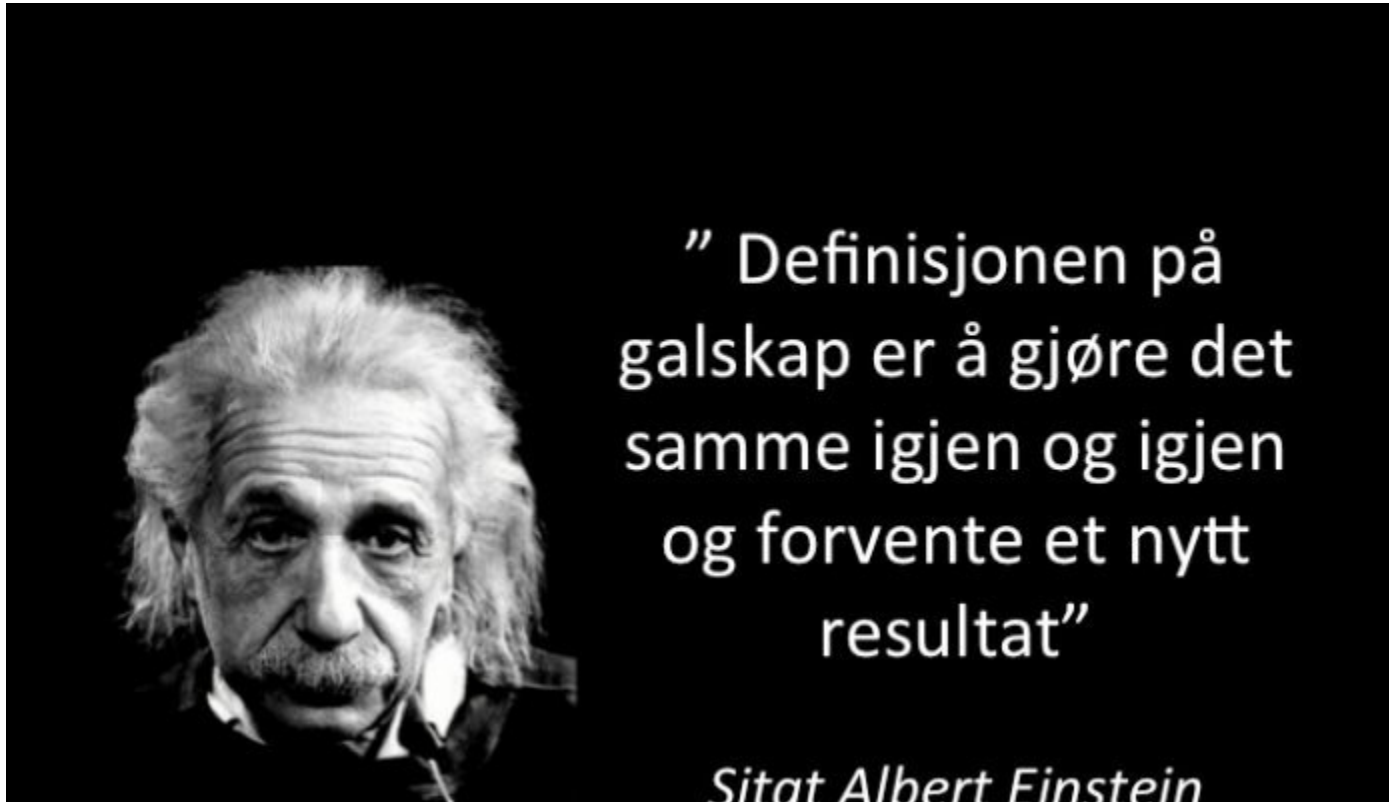 ” Definisjonen på
galskap er å gjøre det
samme igjen og igjen
og forvente et nytt
resultat”
Sitat Albert Einstein